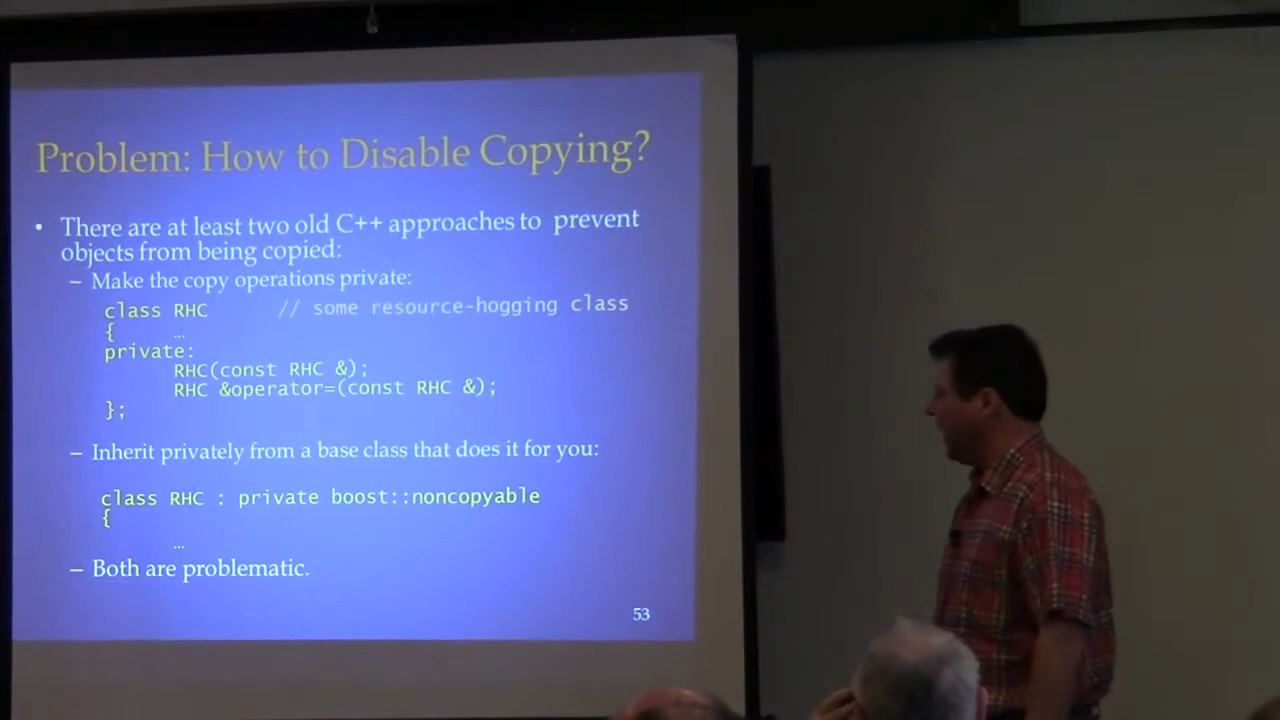 Problem: How to Disable Copying?
• There are at least two old C++ approaches to prevent
objects from being copied:
– Make the copy operations private:
class RHC // some resource-hogging class
{ …
private:
RHC(const RHC &);
RHC &operator=(const RHC &);
};
– Inherit privately from a base class that does it for you:
class RHC : private boost::noncopyable
{
…
– Both are problematic.
53